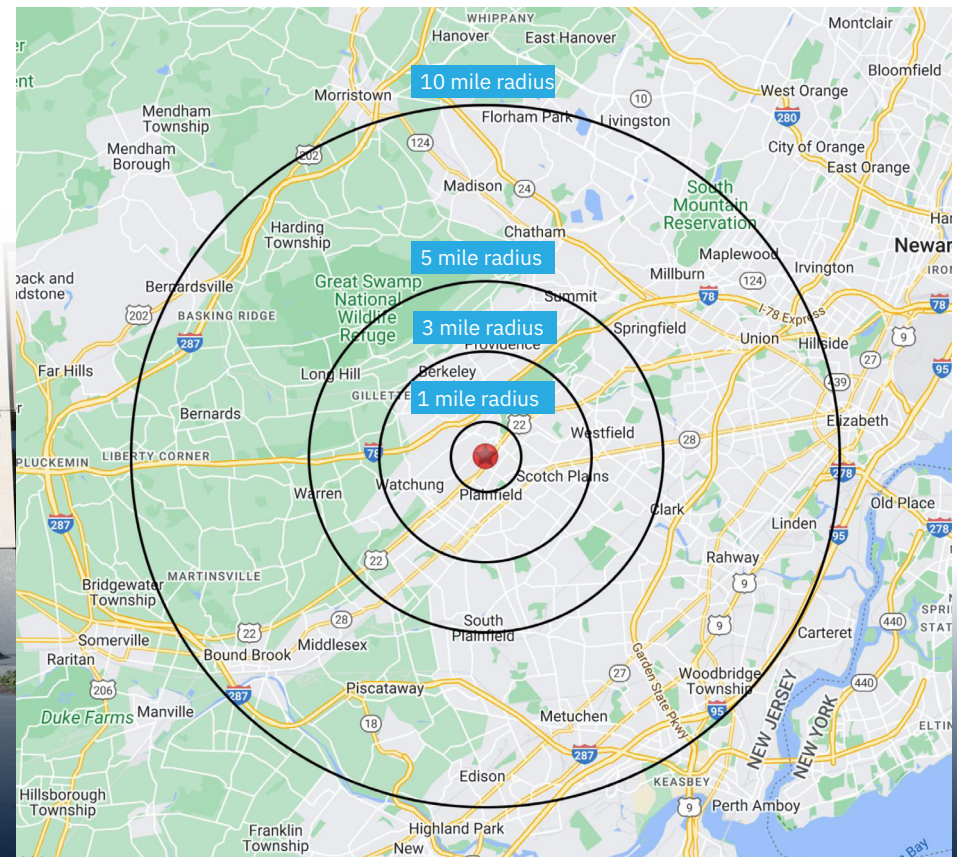 WHIPPANY
Hanover
East Hanover
Montclair
Bloomfield
10 mile radius
Morristown
10
West Orange
Florham Park
Livingston
280
Mendham
Township
City of Orange
East Orange
Mendham
Borough
202
124
Madison
24
South
Mountain
Reservation
Harding
Township
Chatham
Maplewood
Irvington
5 mile radius
Millburn
124
Bernardsville
Great Swamp
National
Wildlife
Refuge
78
Summit
78
I-78 Express
202
BASKING RIDGE
3 mile radius
Springfield
Union
Hillside
9
287
27
Far Hills
Long Hill
Berkeley
95
439
GILLETTE
1 mile radius
Bernards
22
Westfield
28
Elizabeth
PLUCKEMIN
LIBERTY CORNER
78
Scotch Plains
278
Warren
Watchung
Plainfield
Clark
Old Place
287
Linden
278
95
22
Rahway
9
MARTINSVILLE
Bridgewater
Township
28
South
Plainfield
9
Carteret
440
Somerville
22
Middlesex
Bound Brook
Raritan
27
Garden State Pkwy
Woodbridge
Township
440
206
287
Piscataway
95
NEW JERSEY
NEW YORK
Duke Farms
Manville
18
Metuchen
287
Edison
KEASBEY
Hillsborough
Township
9
Perth Amboy
Franklin
Township
Highland Park
New
Bay